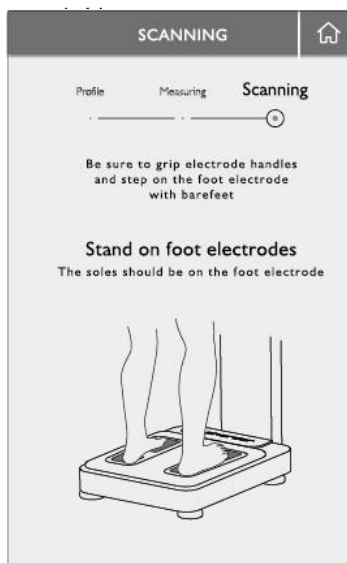 SCANNING
Profile Measuring Scanning
Be sure to grip electrode handles
and step on the foot electrode
with barefeet
Stand on foot electrodes
The soles should be on the foot electrode